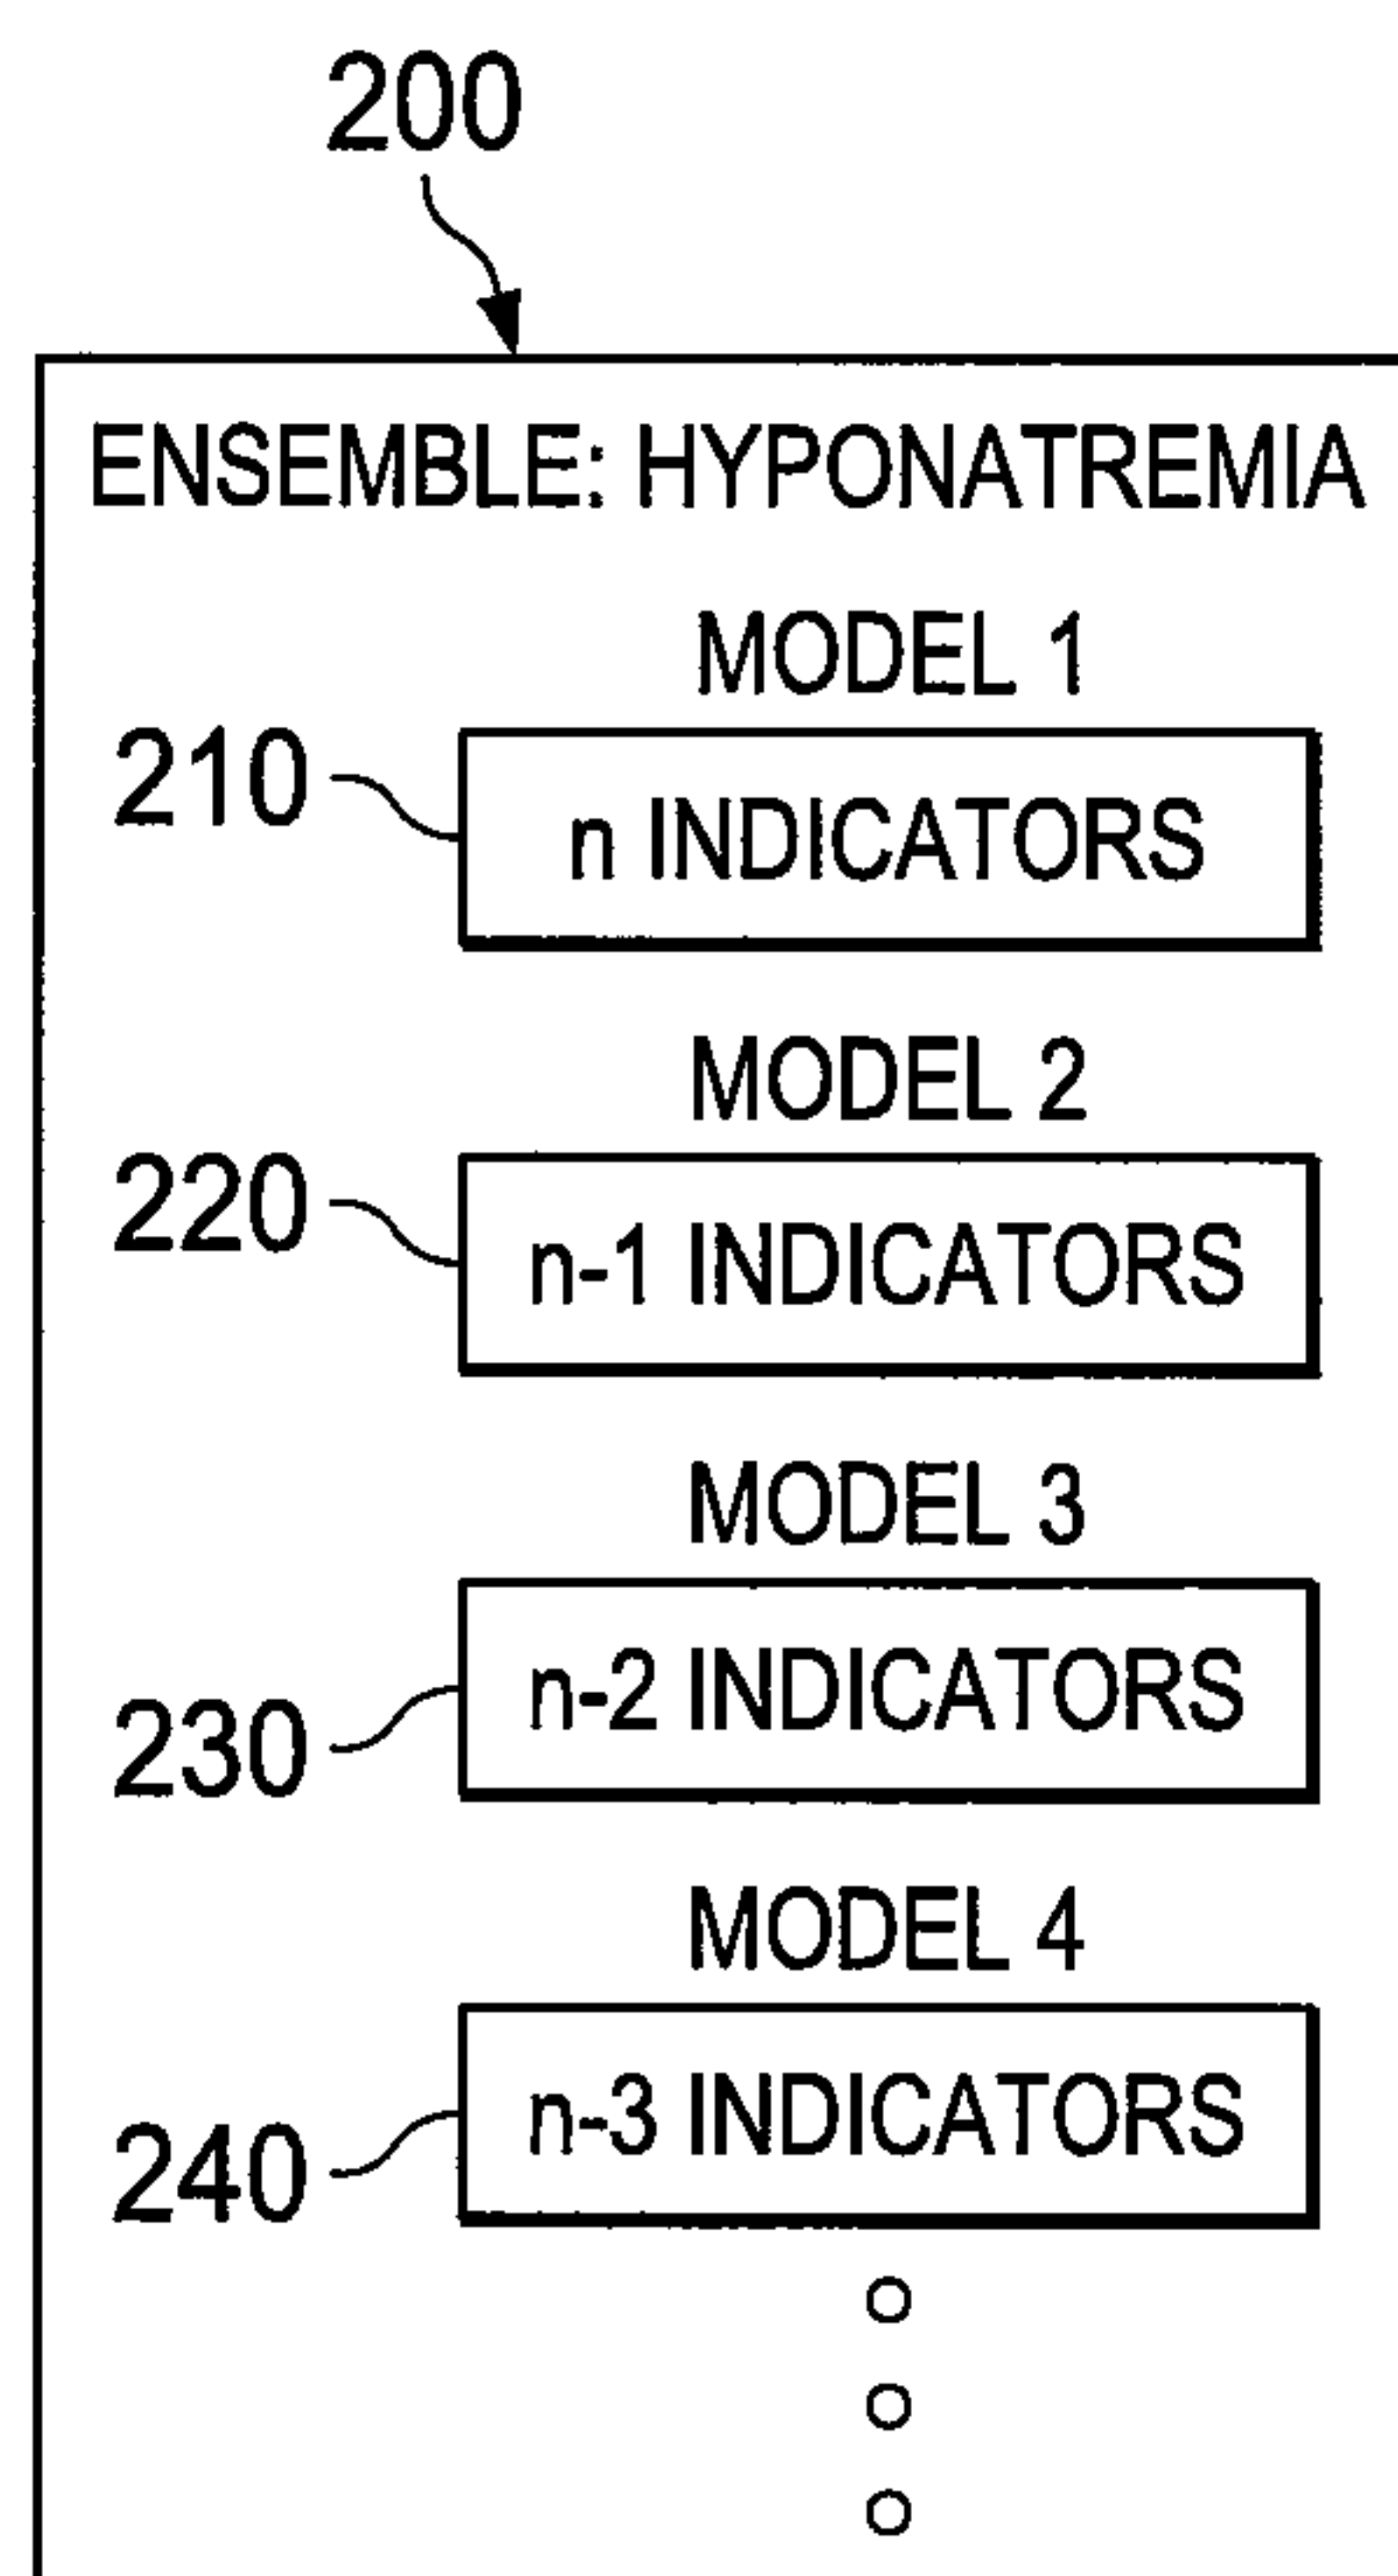 200
ENSEMBLE: HYPONATREMIA
MODEL 1
210
n INDICATORS
MODEL 2
220
n-1 INDICATORS
MODEL 3
230
n-2 INDICATORS
MODEL 4
240
n-3 INDICATORS